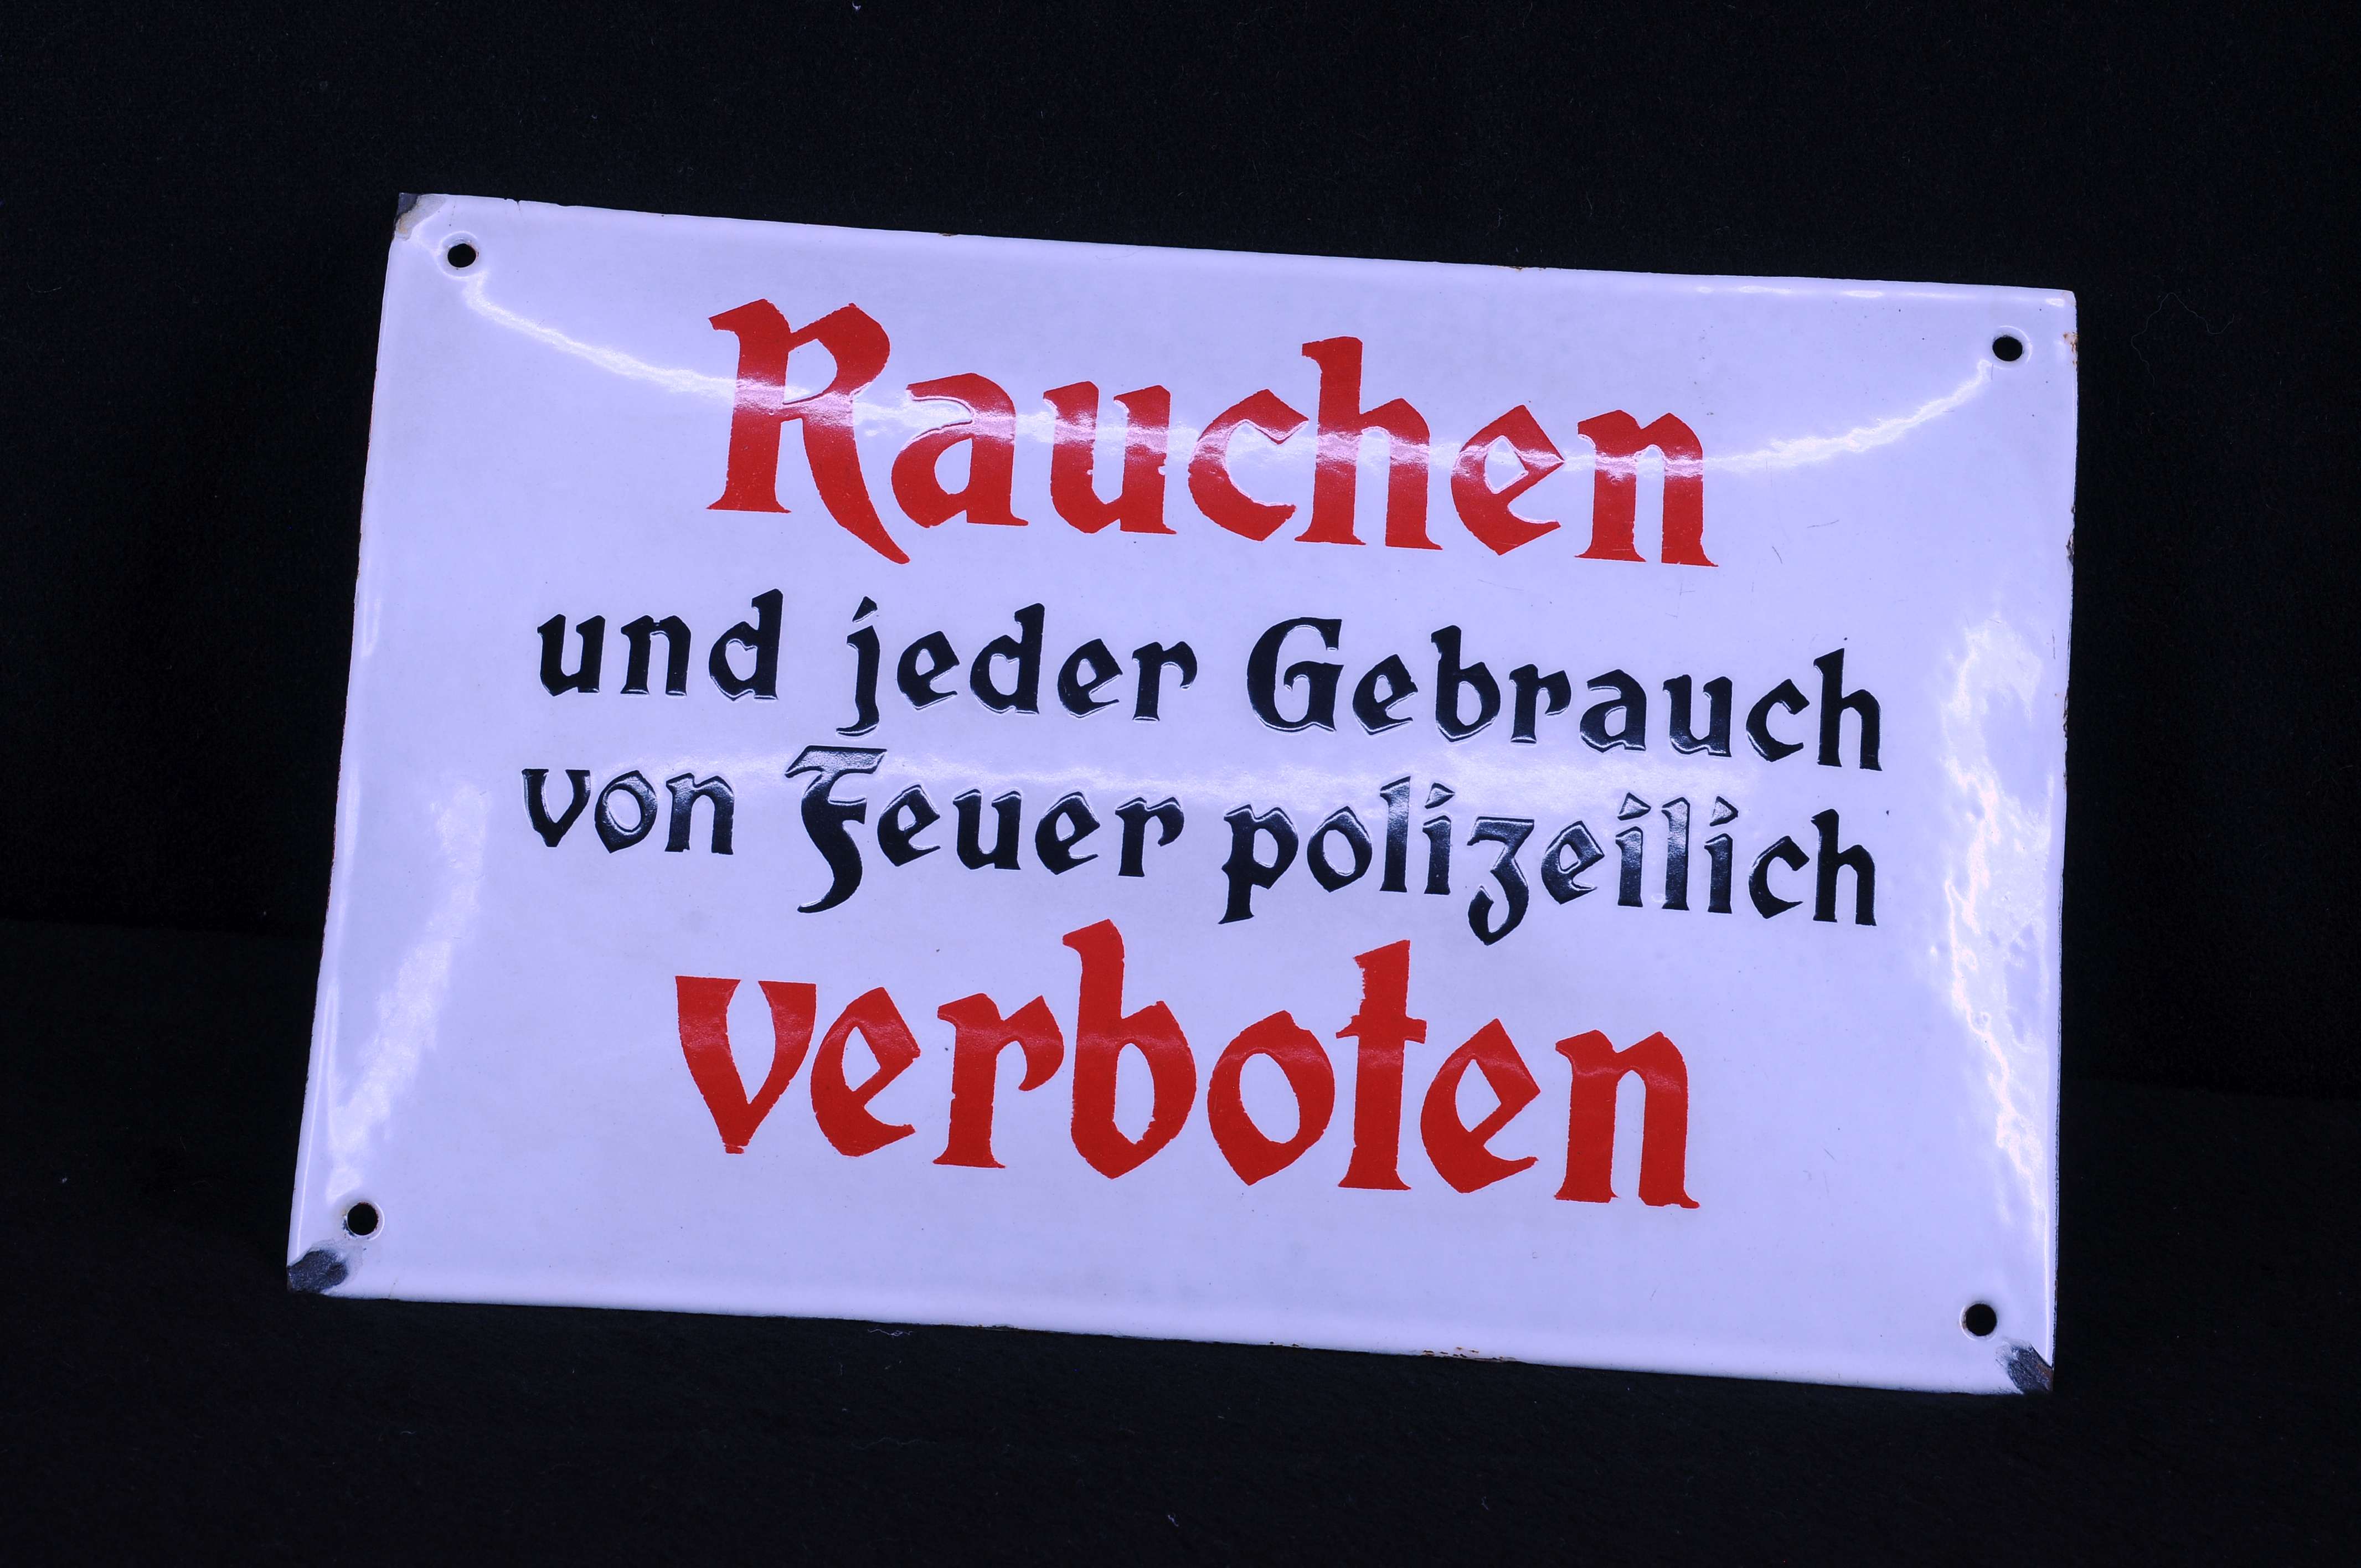 Rauchen
und jeder Gebrauch
von Feuer polizeilich
verboten